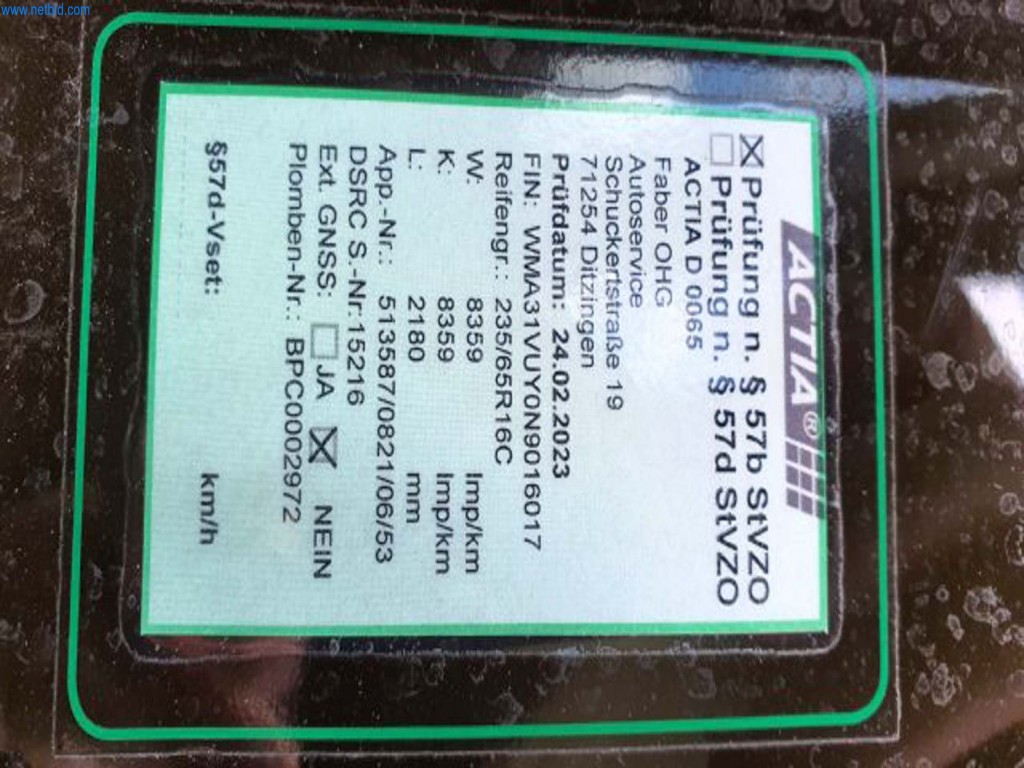 www.netbid.com
ACTIA®
☒ Prüfung n. § 57b StVZO
☐ Prüfung n. § 57d StVZO
ACTIA D 0065
Faber OHG
Autoservice
Schuckertstraße 19
71254 Ditzingen
Prüfdatum: 24.02.2023
FIN: WMA31VUY0N9016017
Reifengr.: 235/65R16C
W: 8359 Imp/km
K: 8359 Imp/km
L: 2180 mm
App.-Nr.: 513587/0821/06/53
DSRC S.-Nr:15216
Ext. GNSS: ☐ JA ☒ NEIN
Plomben-Nr.: BPC0002972
§57d-Vset: km/h